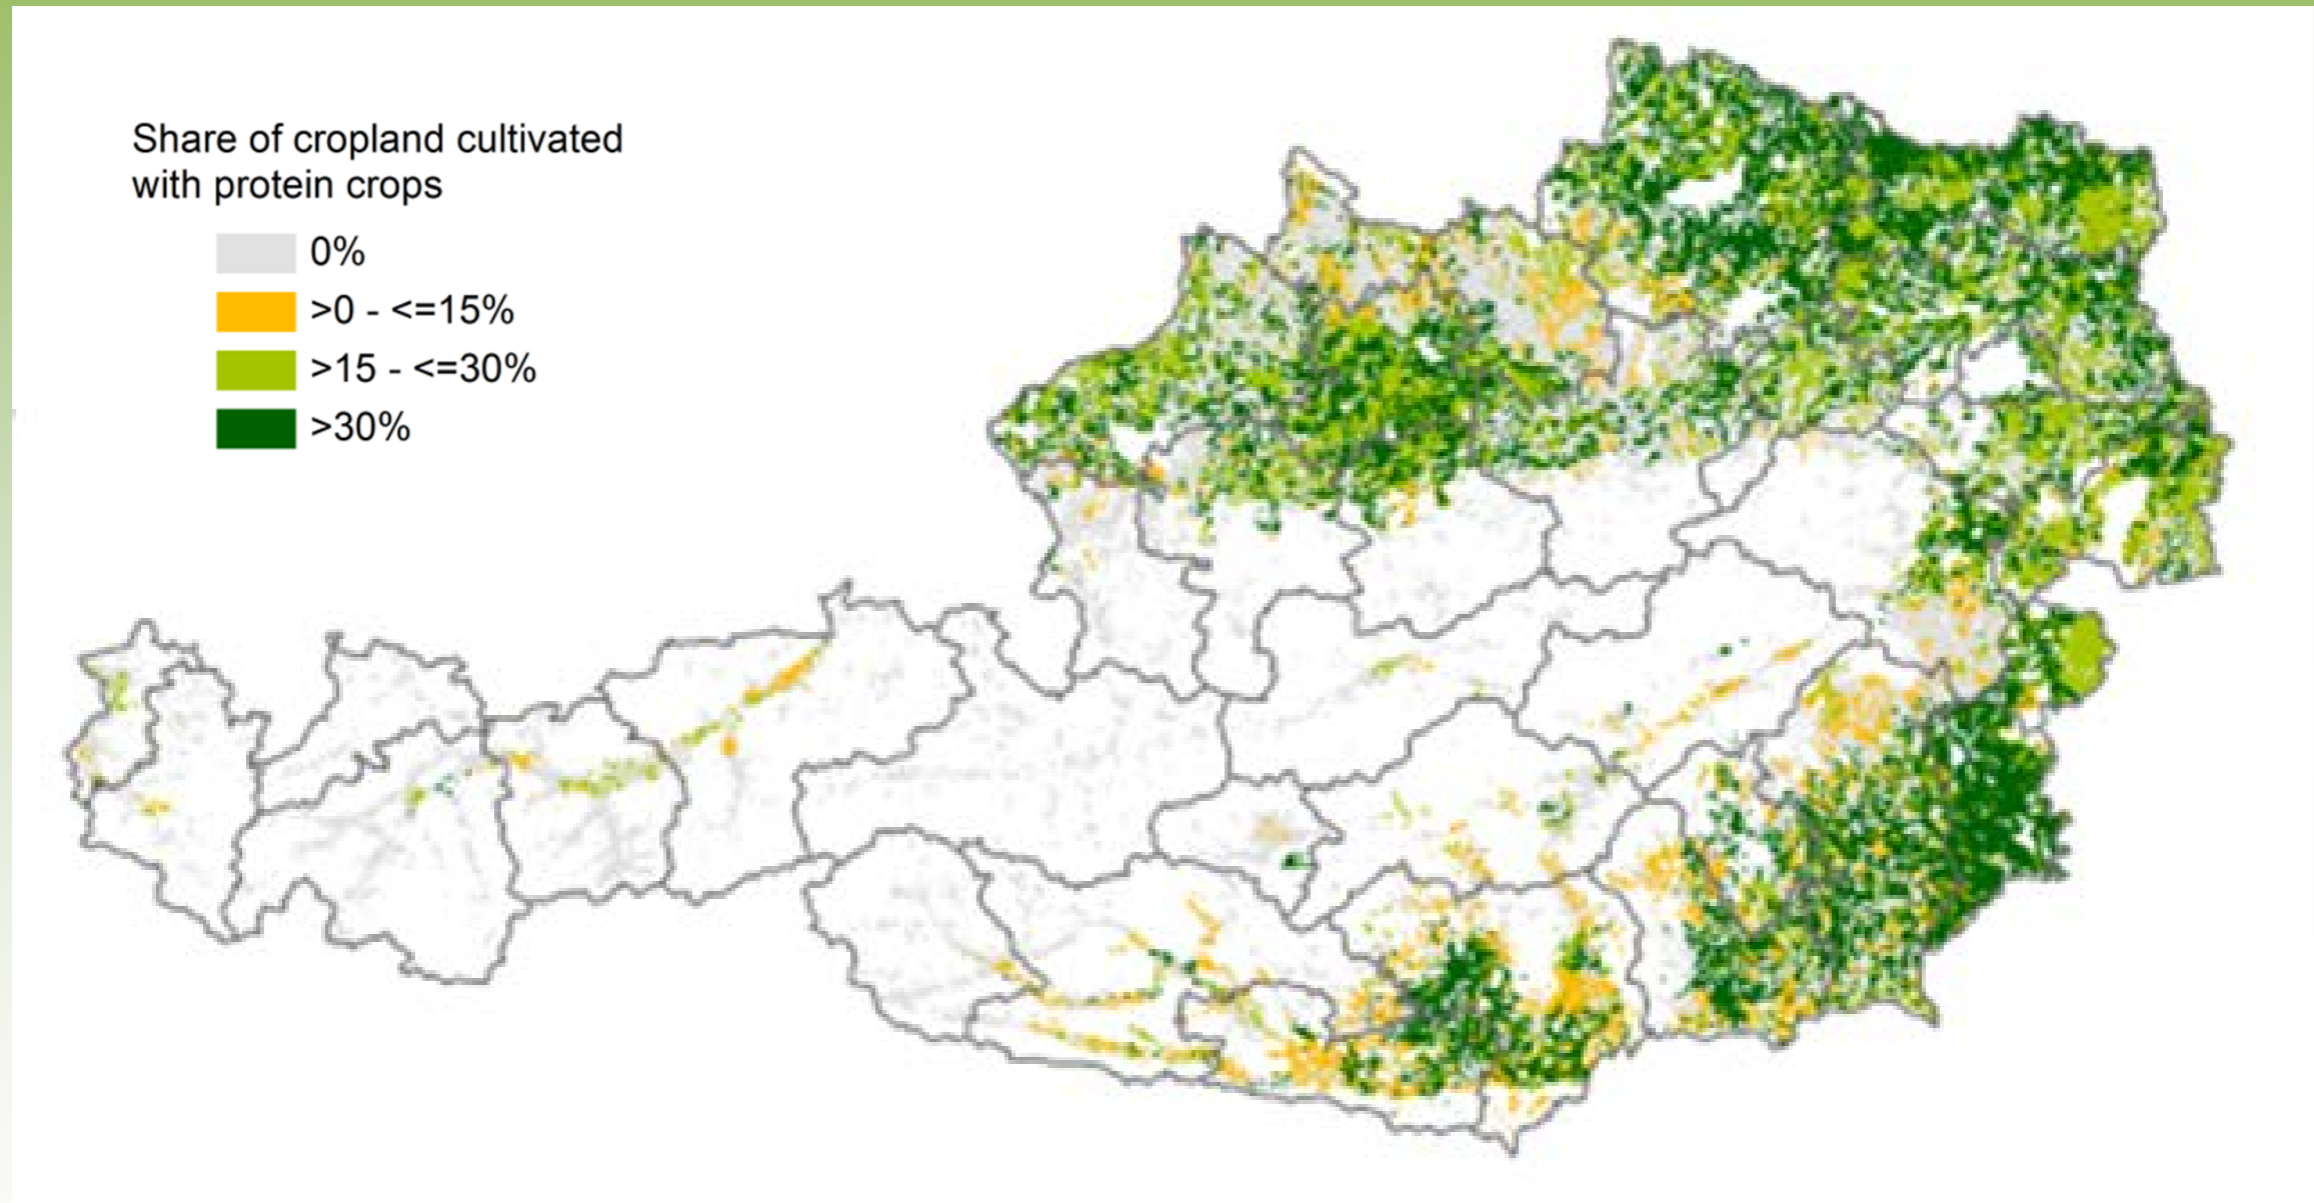 Share of cropland cultivated
with protein crops
0%
>0 - <=15%
>15 - <=30%
>30%